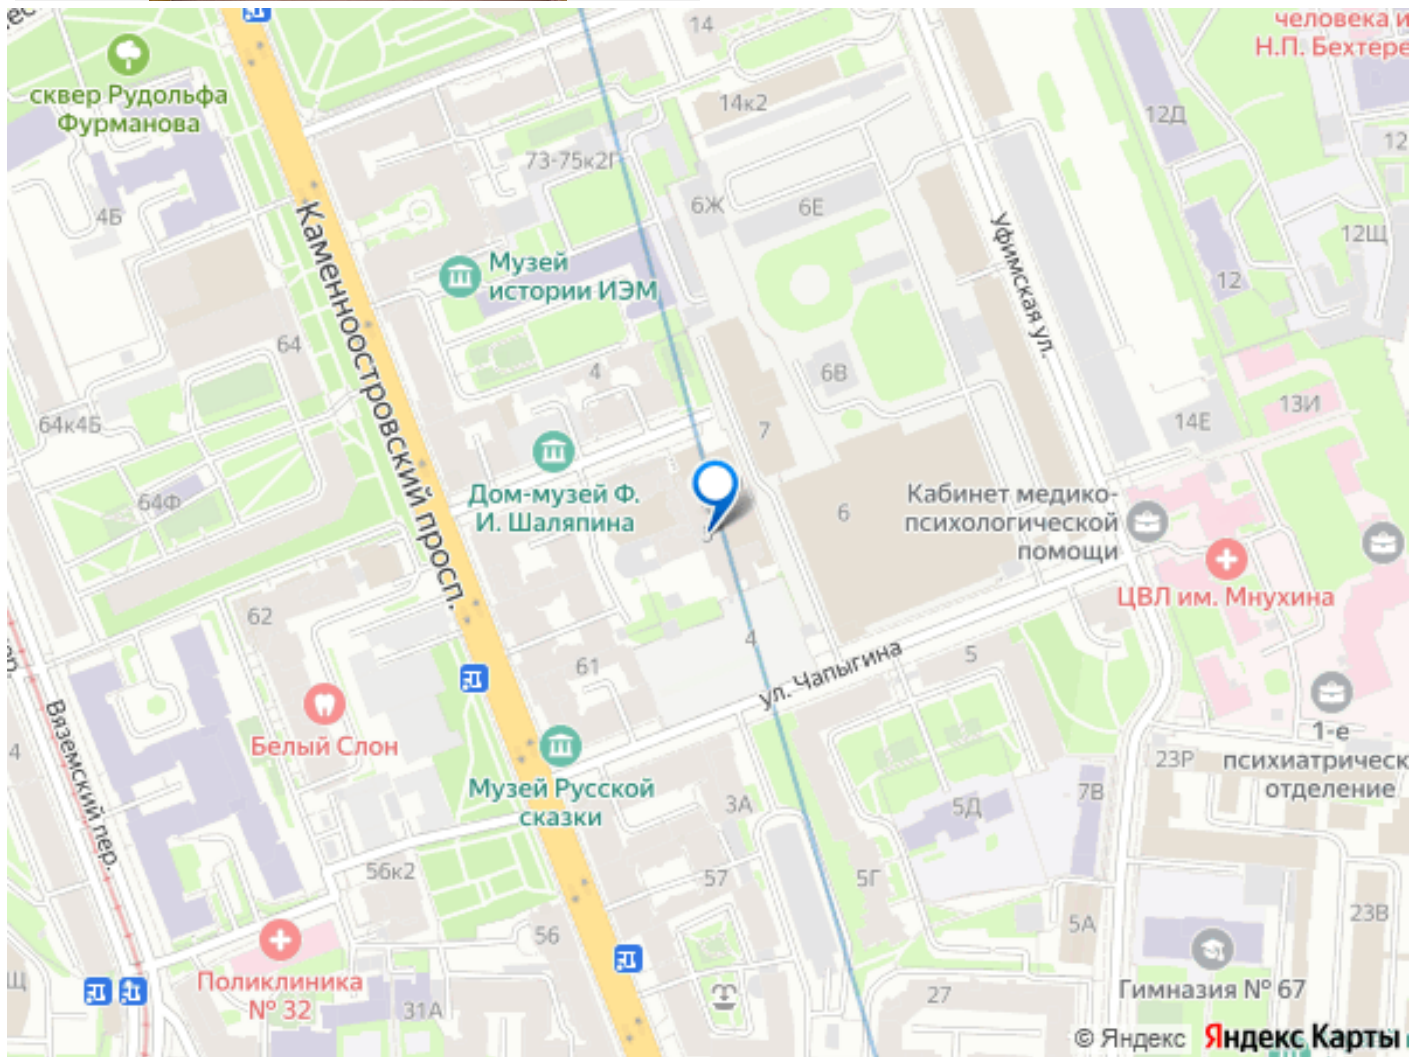 человека и
Н.П. Бехтере
14
сквер Рудольфа
Фурманова
14к2
12Д
12
73-75к2Г
4Б
6Ж
6Е
Каменноостровский просп.
Уфимская ул.
12Щ
Музей
истории ИЭМ
12
64
4
6В
13И
64к4Б
7
14Е
Дом-музей Ф.
И. Шаляпина
64Ф
6
Кабинет медико-
психологической
помощи
ЦВЛ им. Мнухина
62
4
61
ул. Чапыгина
5
Белый Слон
Вяземский пер.
4
1-е
психиатрическ
отделение
23Р
Музей Русской
сказки
3А
5Д
7В
56к2
57
5Г
5А
23В
56
Поликлиника
№ 32
31А
27
Гимназия № 67
Щ
© Яндекс Яндекс Карты